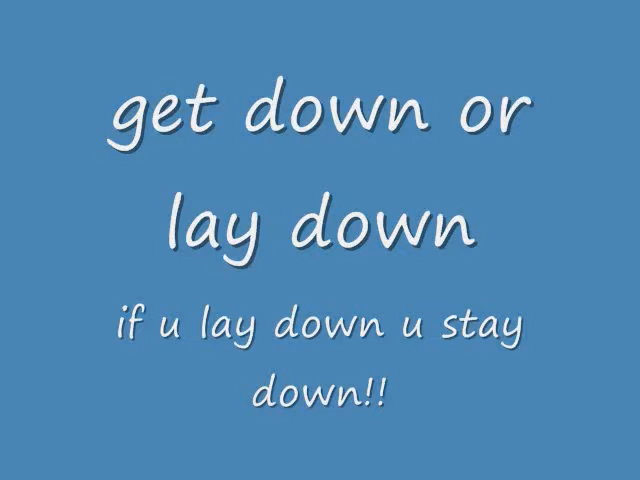 get down or
lay down
if u lay down u stay
down!!